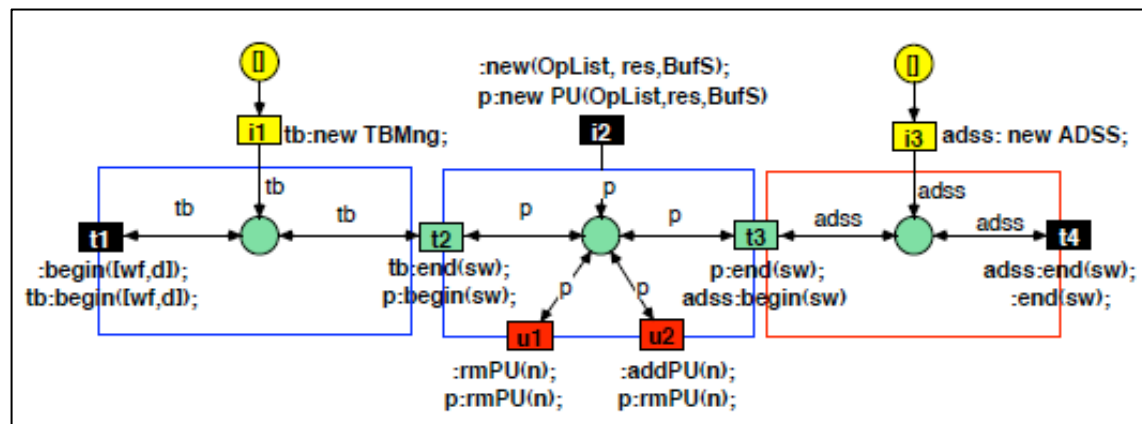 []
:new(OpList, res,BufS);
p:new PU(OpList,res,BufS)
[]
i1
tb:new TBMng;
i2
i3
adss: new ADSS;
tb
p
adss
tb
tb
p
p
adss
adss
t1
t2
t3
t4
:begin([wf,d]);
tb:begin([wf,d]);
tb:end(sw);
p:begin(sw);
p
p
p:end(sw);
adss:begin(sw)
adss:end(sw);
:end(sw);
u1
u2
:rmPU(n);
p:rmPU(n);
:addPU(n);
p:rmPU(n);